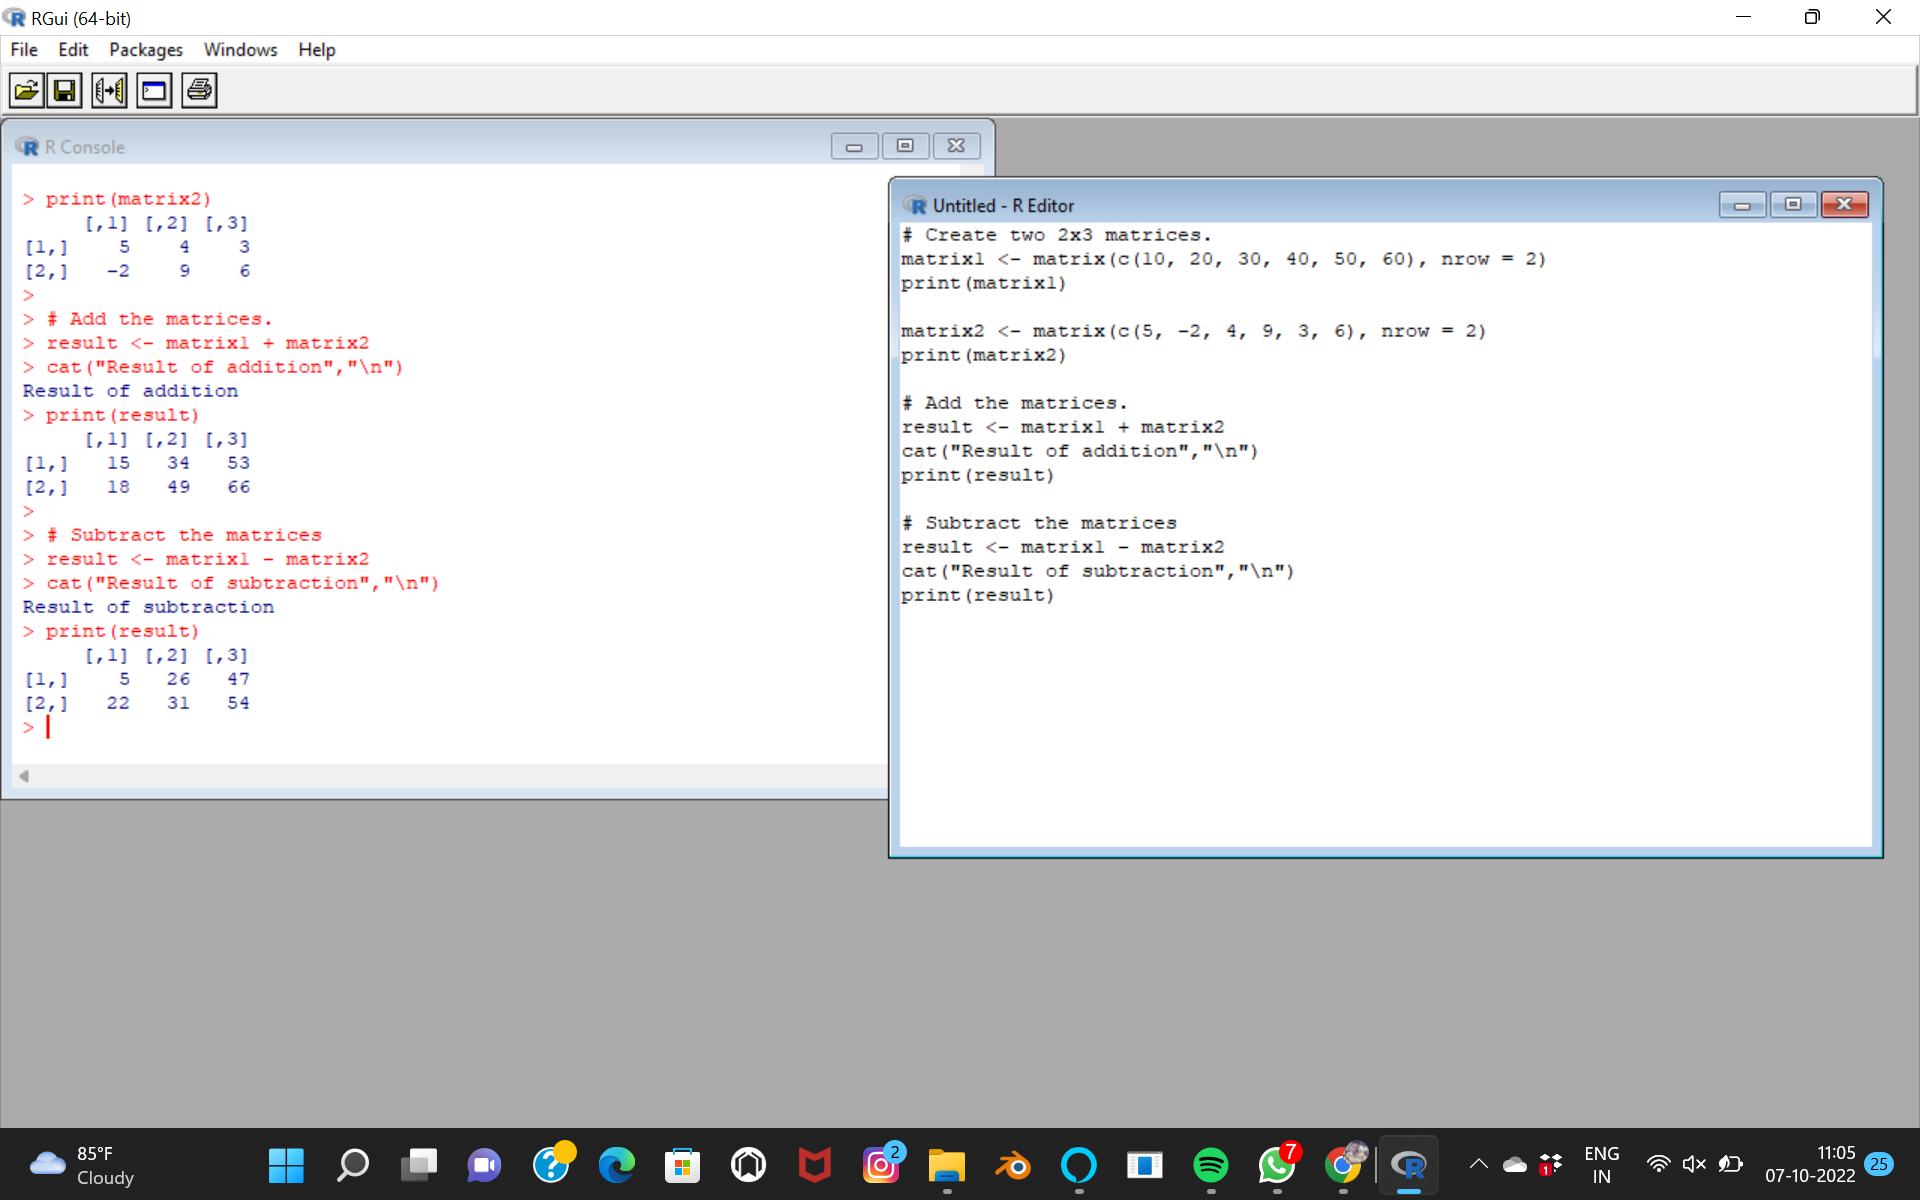 RGui (64-bit)
File Edit Packages Windows Help
R Console
> print(matrix2)
     [,1] [,2] [,3]
[1,]    5    4    3
[2,]   -2    9    6
>
> # Add the matrices.
> result <- matrix1 + matrix2
> cat("Result of addition","\n")
Result of addition
> print(result)
     [,1] [,2] [,3]
[1,]   15   34   53
[2,]   18   49   66
>
> # Subtract the matrices
> result <- matrix1 - matrix2
> cat("Result of subtraction","\n")
Result of subtraction
> print(result)
     [,1] [,2] [,3]
[1,]    5   26   47
[2,]   22   31   54
>
Untitled - R Editor
# Create two 2x3 matrices.
matrix1 <- matrix(c(10, 20, 30, 40, 50, 60), nrow = 2)
print(matrix1)

matrix2 <- matrix(c(5, -2, 4, 9, 3, 6), nrow = 2)
print(matrix2)

# Add the matrices.
result <- matrix1 + matrix2
cat("Result of addition","\n")
print(result)

# Subtract the matrices
result <- matrix1 - matrix2
cat("Result of subtraction","\n")
print(result)
85°F
Cloudy
2
7
1
ENG
IN
11:05
07-10-2022
25